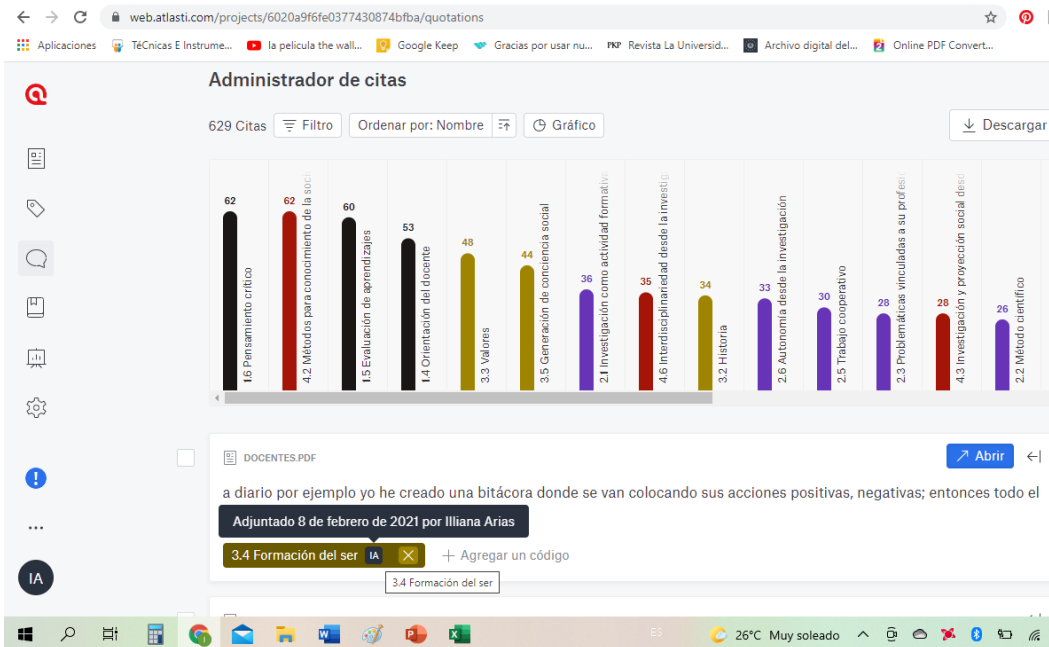 web.atlasti.com/projects/6020a9f6fe0377430874bfba/quotations
Aplicaciones TéCnicas E Instrume... la pelicula the wall... Google Keep Gracias por usar nu... PKP Revista La Universid... Archivo digital del... Online PDF Convert...
Administrador de citas
629 Citas Filtro Ordenar por: Nombre Gráfico Descargar
62 1.6 Pensamiento crítico
62 4.2 Métodos para conocimiento de la soci
60 1.5 Evaluación de aprendizajes
53 1.4 Orientación del docente
48 3.3 Valores
44 3.5 Generación de conciencia social
36 2.1 Investigación como actividad formativa
35 4.6 Interdisciplinariedad desde la investig
34 3.2 Historia
33 2.6 Autonomía desde la investigación
30 2.5 Trabajo cooperativo
28 2.3 Problemáticas vinculadas a su profesi
28 4.3 Investigación y proyección social desd
26 2.2 Método científico
DOCENTES.PDF Abrir
a diario por ejemplo yo he creado una bitácora donde se van colocando sus acciones positivas, negativas; entonces todo el
Adjuntado 8 de febrero de 2021 por Illiana Arias
3.4 Formación del ser IA Agregar un código
3.4 Formación del ser
IA
ES 26°C Muy soleado